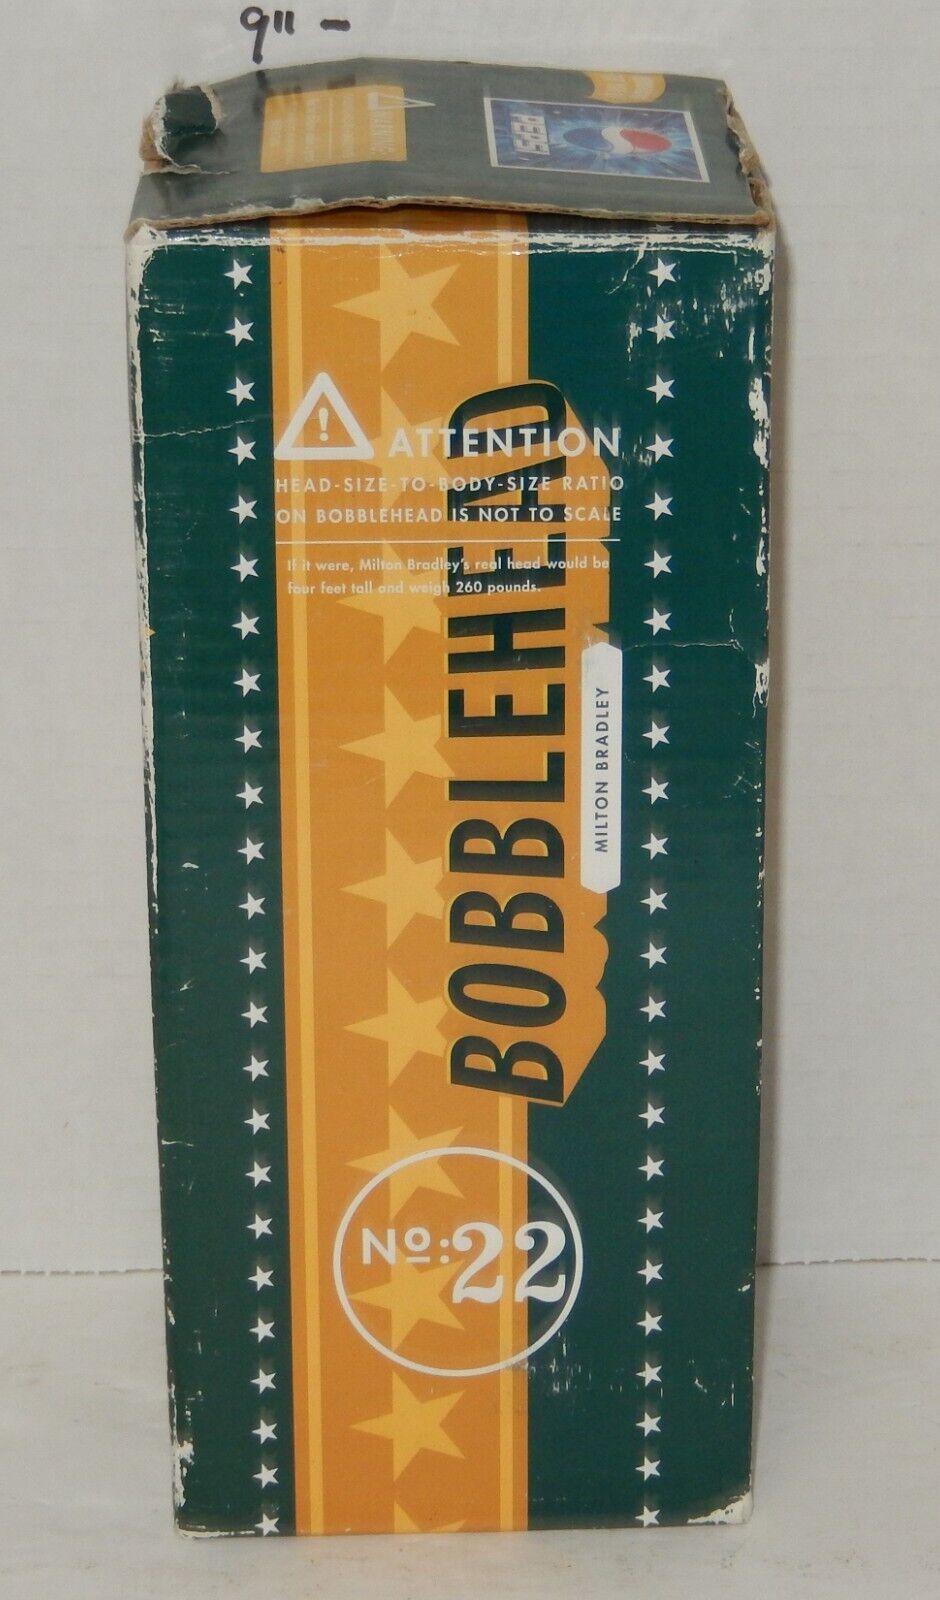 9" -
PEPSI
ATTENTION
HEAD-SIZE-TO-BODY-SIZE RATIO
ON BOBBLEHEAD IS NOT TO SCALE
If it were, Milton Bradley's real head would be
four feet tall and weigh 260 pounds.
BOBBLEHEAD
MILTON BRADLEY
No:22